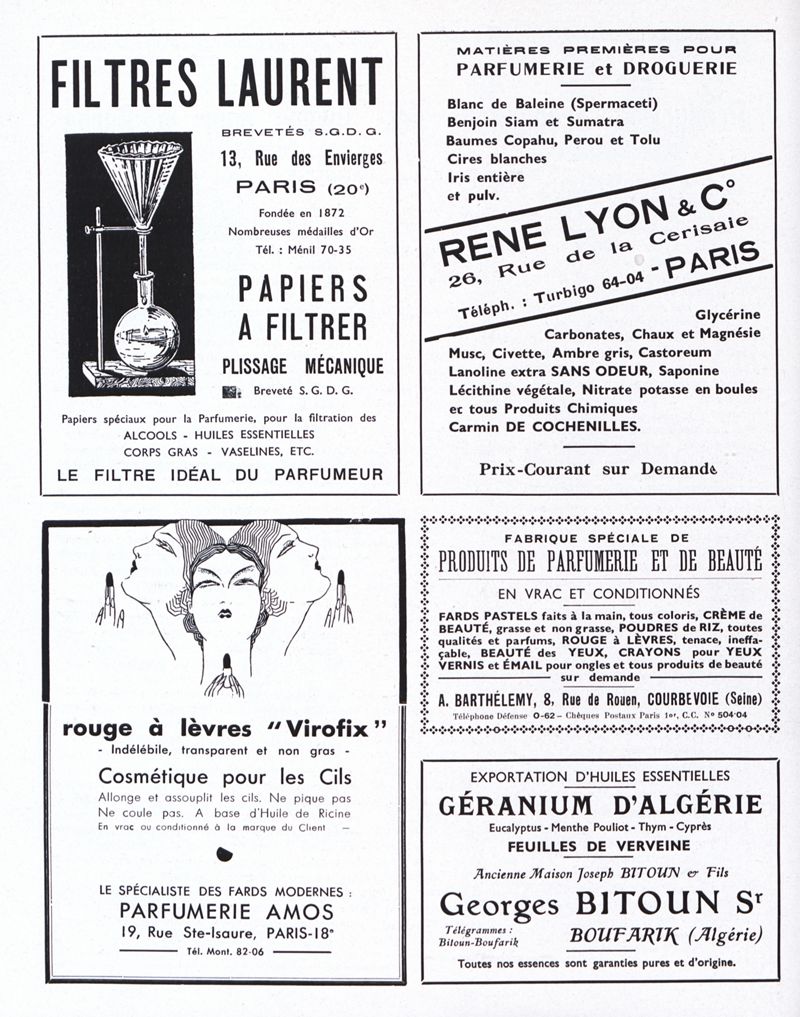 FILTRES LAURENT
BREVETÉS S.G.D.G.
13, Rue des Envierges
PARIS (20e)
Fondée en 1872
Nombreuses médailles d'Or
Tél. : Ménil 70-35
PAPIERS
A FILTRER
PLISSAGE MÉCANIQUE
Breveté S. G. D. G.
Papiers spéciaux pour la Parfumerie, pour la filtration des
ALCOOLS - HUILES ESSENTIELLES
CORPS GRAS - VASELINES, ETC.
LE FILTRE IDÉAL DU PARFUMEUR
MATIÈRES PREMIÈRES POUR
PARFUMERIE et DROGUERIE
Blanc de Baleine (Spermaceti)
Benjoin Siam et Sumatra
Baumes Copahu, Perou et Tolu
Cires blanches
Iris entière
et pulv.
RENE LYON & Co
26, Rue de la Cerisaie
Téléph. : Turbigo 64-04 - PARIS
Glycérine
Carbonates, Chaux et Magnésie
Musc, Civette, Ambre gris, Castoreum
Lanoline extra SANS ODEUR, Saponine
Lécithine végétale, Nitrate potasse en boules
et tous Produits Chimiques
Carmin DE COCHENILLES.
Prix-Courant sur Demande
rouge à lèvres "Virofix"
- Indélébile, transparent et non gras -
Cosmétique pour les Cils
Allonge et assouplit les cils. Ne pique pas
Ne coule pas. A base d'Huile de Ricine
En vrac ou conditionné à la marque du Client —
LE SPÉCIALISTE DES FARDS MODERNES :
PARFUMERIE AMOS
19, Rue Ste-Isaure, PARIS-18e
Tél. Mont. 82-06
FABRIQUE SPÉCIALE DE
PRODUITS DE PARFUMERIE ET DE BEAUTÉ
EN VRAC ET CONDITIONNÉS
FARDS PASTELS faits à la main, tous coloris, CRÈME de
BEAUTÉ, grasse et non grasse, POUDRES de RIZ, toutes
qualités et parfums, ROUGE à LÈVRES, tenace, ineffa-
çable, BEAUTÉ des YEUX, CRAYONS pour YEUX
VERNIS et ÉMAIL pour ongles et tous produits de beauté
sur demande
A. BARTHÉLEMY, 8, Rue de Rouen, COURBEVOIE (Seine)
Téléphone Défense 0-62 - Chèques Postaux Paris 1er, C.C. No 504-04
EXPORTATION D'HUILES ESSENTIELLES
GÉRANIUM D'ALGÉRIE
Eucalyptus - Menthe Pouliot - Thym - Cyprès
FEUILLES DE VERVEINE
Ancienne Maison Joseph BITOUN & Fils
Georges BITOUN Sr
Télégrammes :
Bitoun-Boufarik
BOUFARIK (Algérie)
Toutes nos essences sont garanties pures et d'origine.